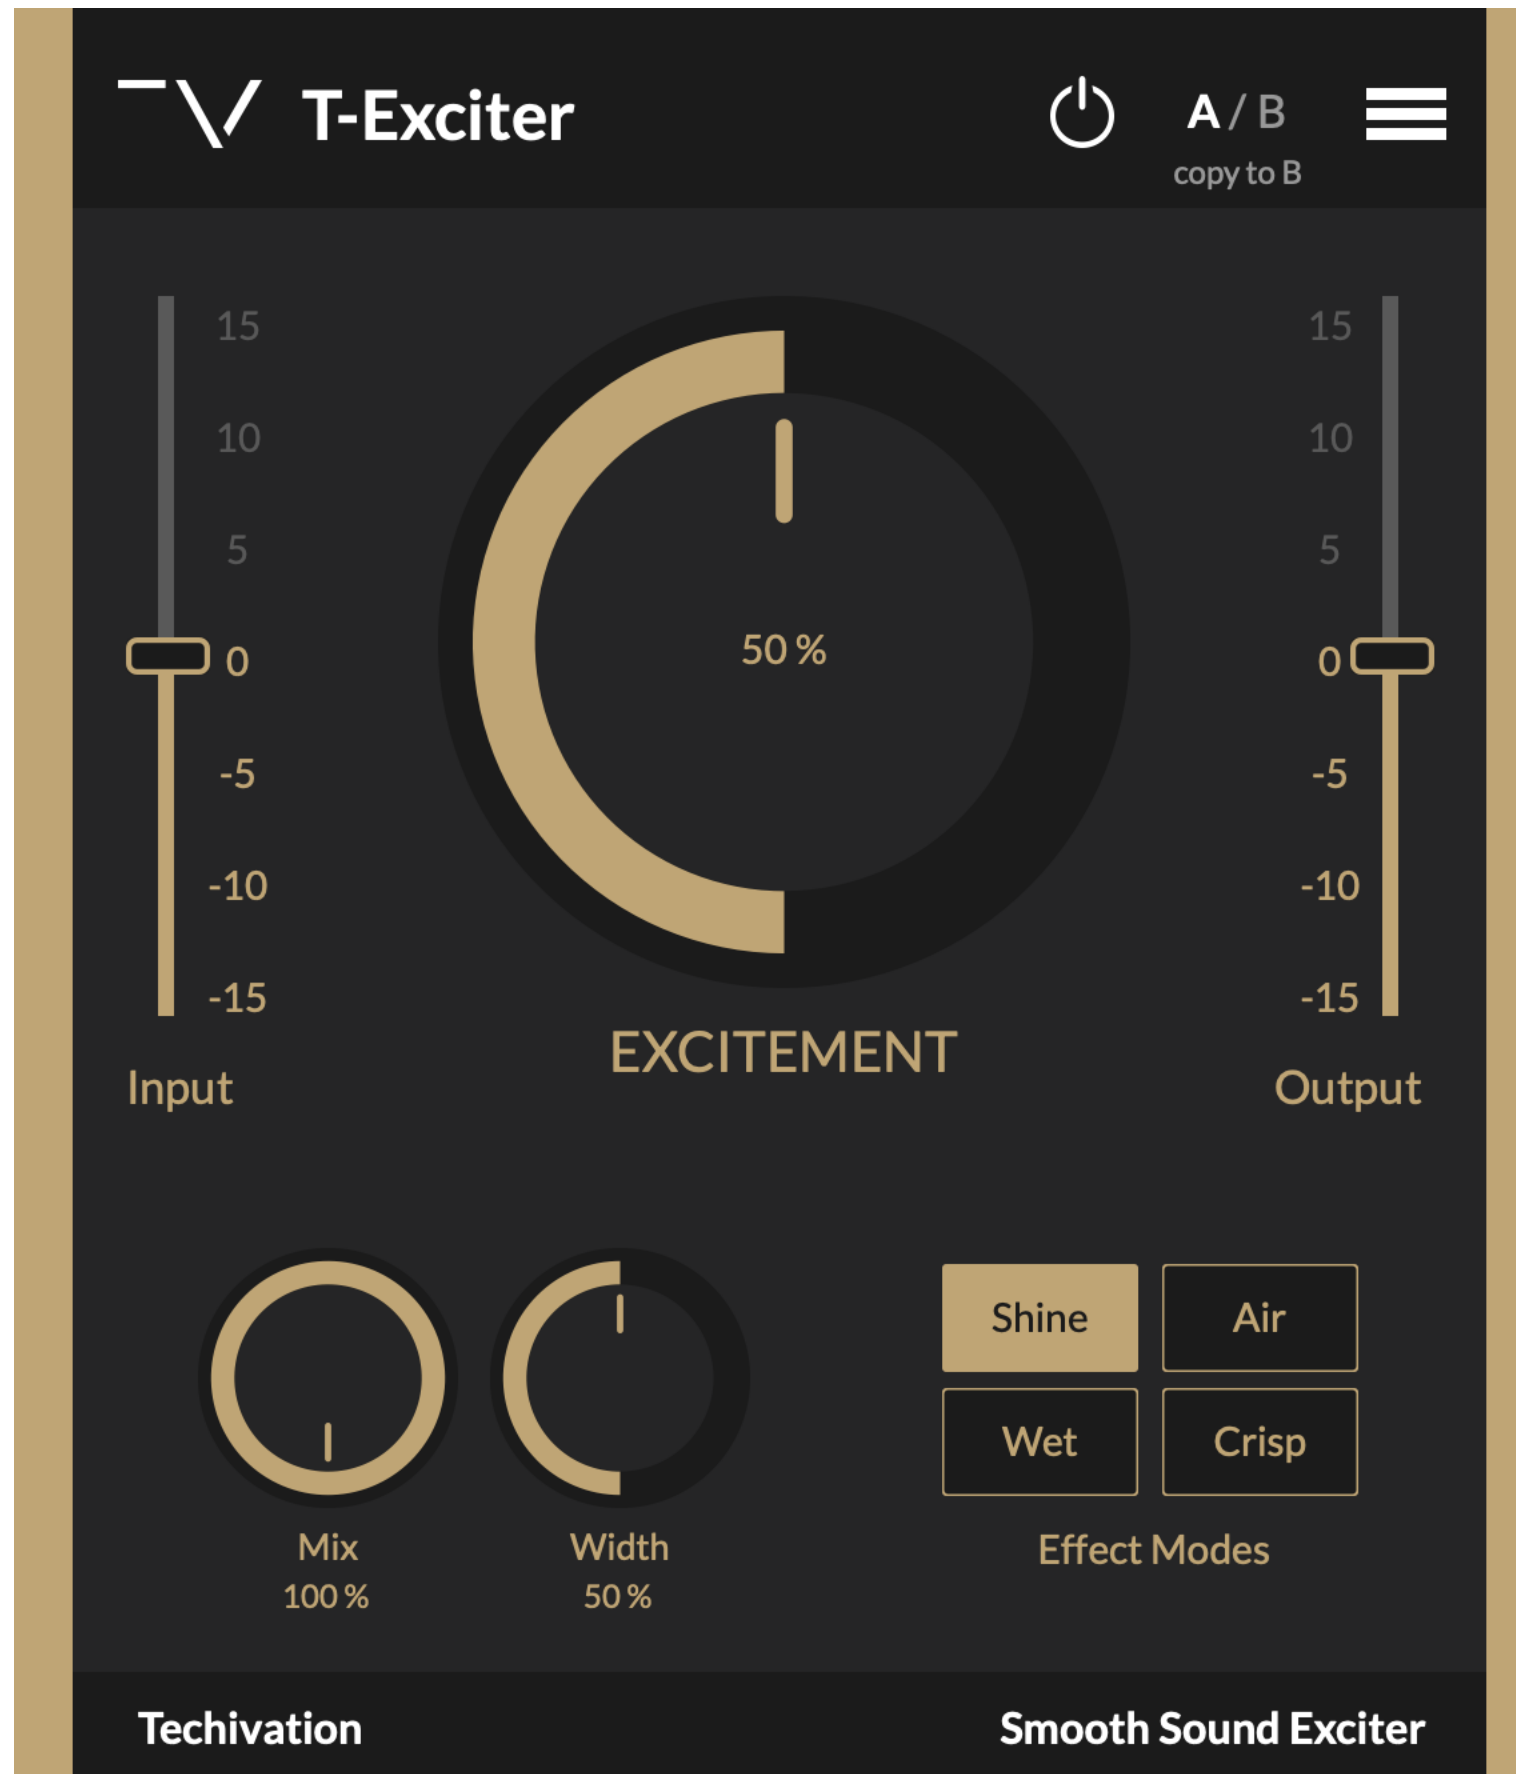 T-Exciter
A / B
copy to B
15
10
5
0
-5
-10
-15
Input
50 %
EXCITEMENT
15
10
5
0
-5
-10
-15
Output
Mix
100 %
Width
50 %
Shine
Air
Wet
Crisp
Effect Modes
Techivation
Smooth Sound Exciter